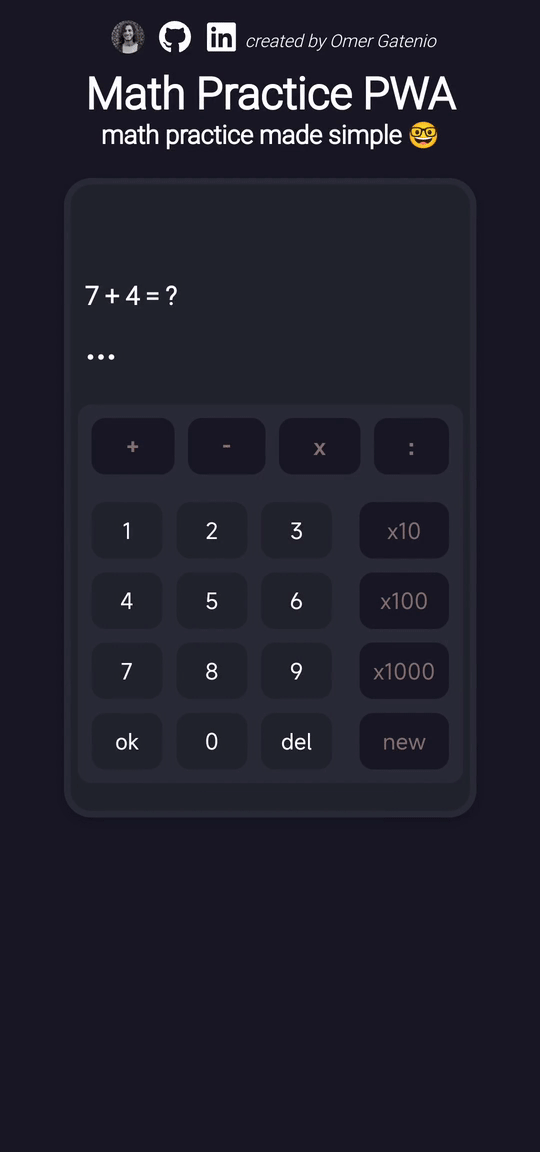 in created by Omer Gatenio
Math Practice PWA
math practice made simple 🤓
7 + 4 = ?
...
+ - x :
1 2 3 x10
4 5 6 x100
7 8 9 x1000
ok 0 del new